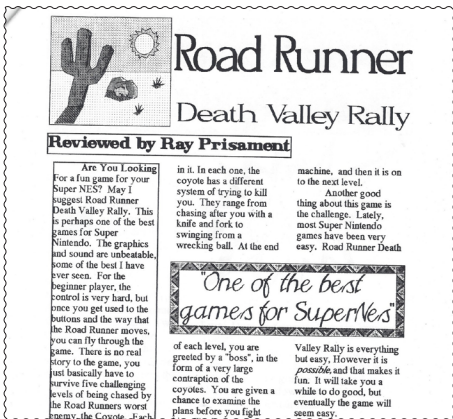 Road Runner
Death Valley Rally
Reviewed by Ray Prisament
Are You Looking
For a fun game for your
Super NES? May I
suggest Road Runner
Death Valley Rally. This
is perhaps one of the best
games for Super
Nintendo. The graphics
and sound are unbeatable,
some of the best I have
ever seen. For the
beginner player, the
control is very hard, but
once you get used to the
buttons and the way that
the Road Runner moves,
you can fly through the
game. There is no real
story to the game, you
just basically have to
survive five challenging
levels of being chased by
the Road Runners worst
enemy, the Coyote. Each
in it. In each one, the
coyote has a different
system of trying to kill
you. They range from
chasing after you with a
knife and fork to
swinging from a
wrecking ball. At the end
machine, and then it is on
to the next level.
Another good
thing about this game is
the challenge. Lately,
most Super Nintendo
games have been very
easy. Road Runner Death
"One of the best
games for SuperNes"
of each level, you are
greeted by a "boss", in the
form of a very large
contraption of the
coyotes. You are given a
chance to examine the
plans before you fight
Valley Rally is everything
but easy, However it is
possible, and that makes it
fun. It will take you a
while to do good, but
eventually the game will
seem easy.